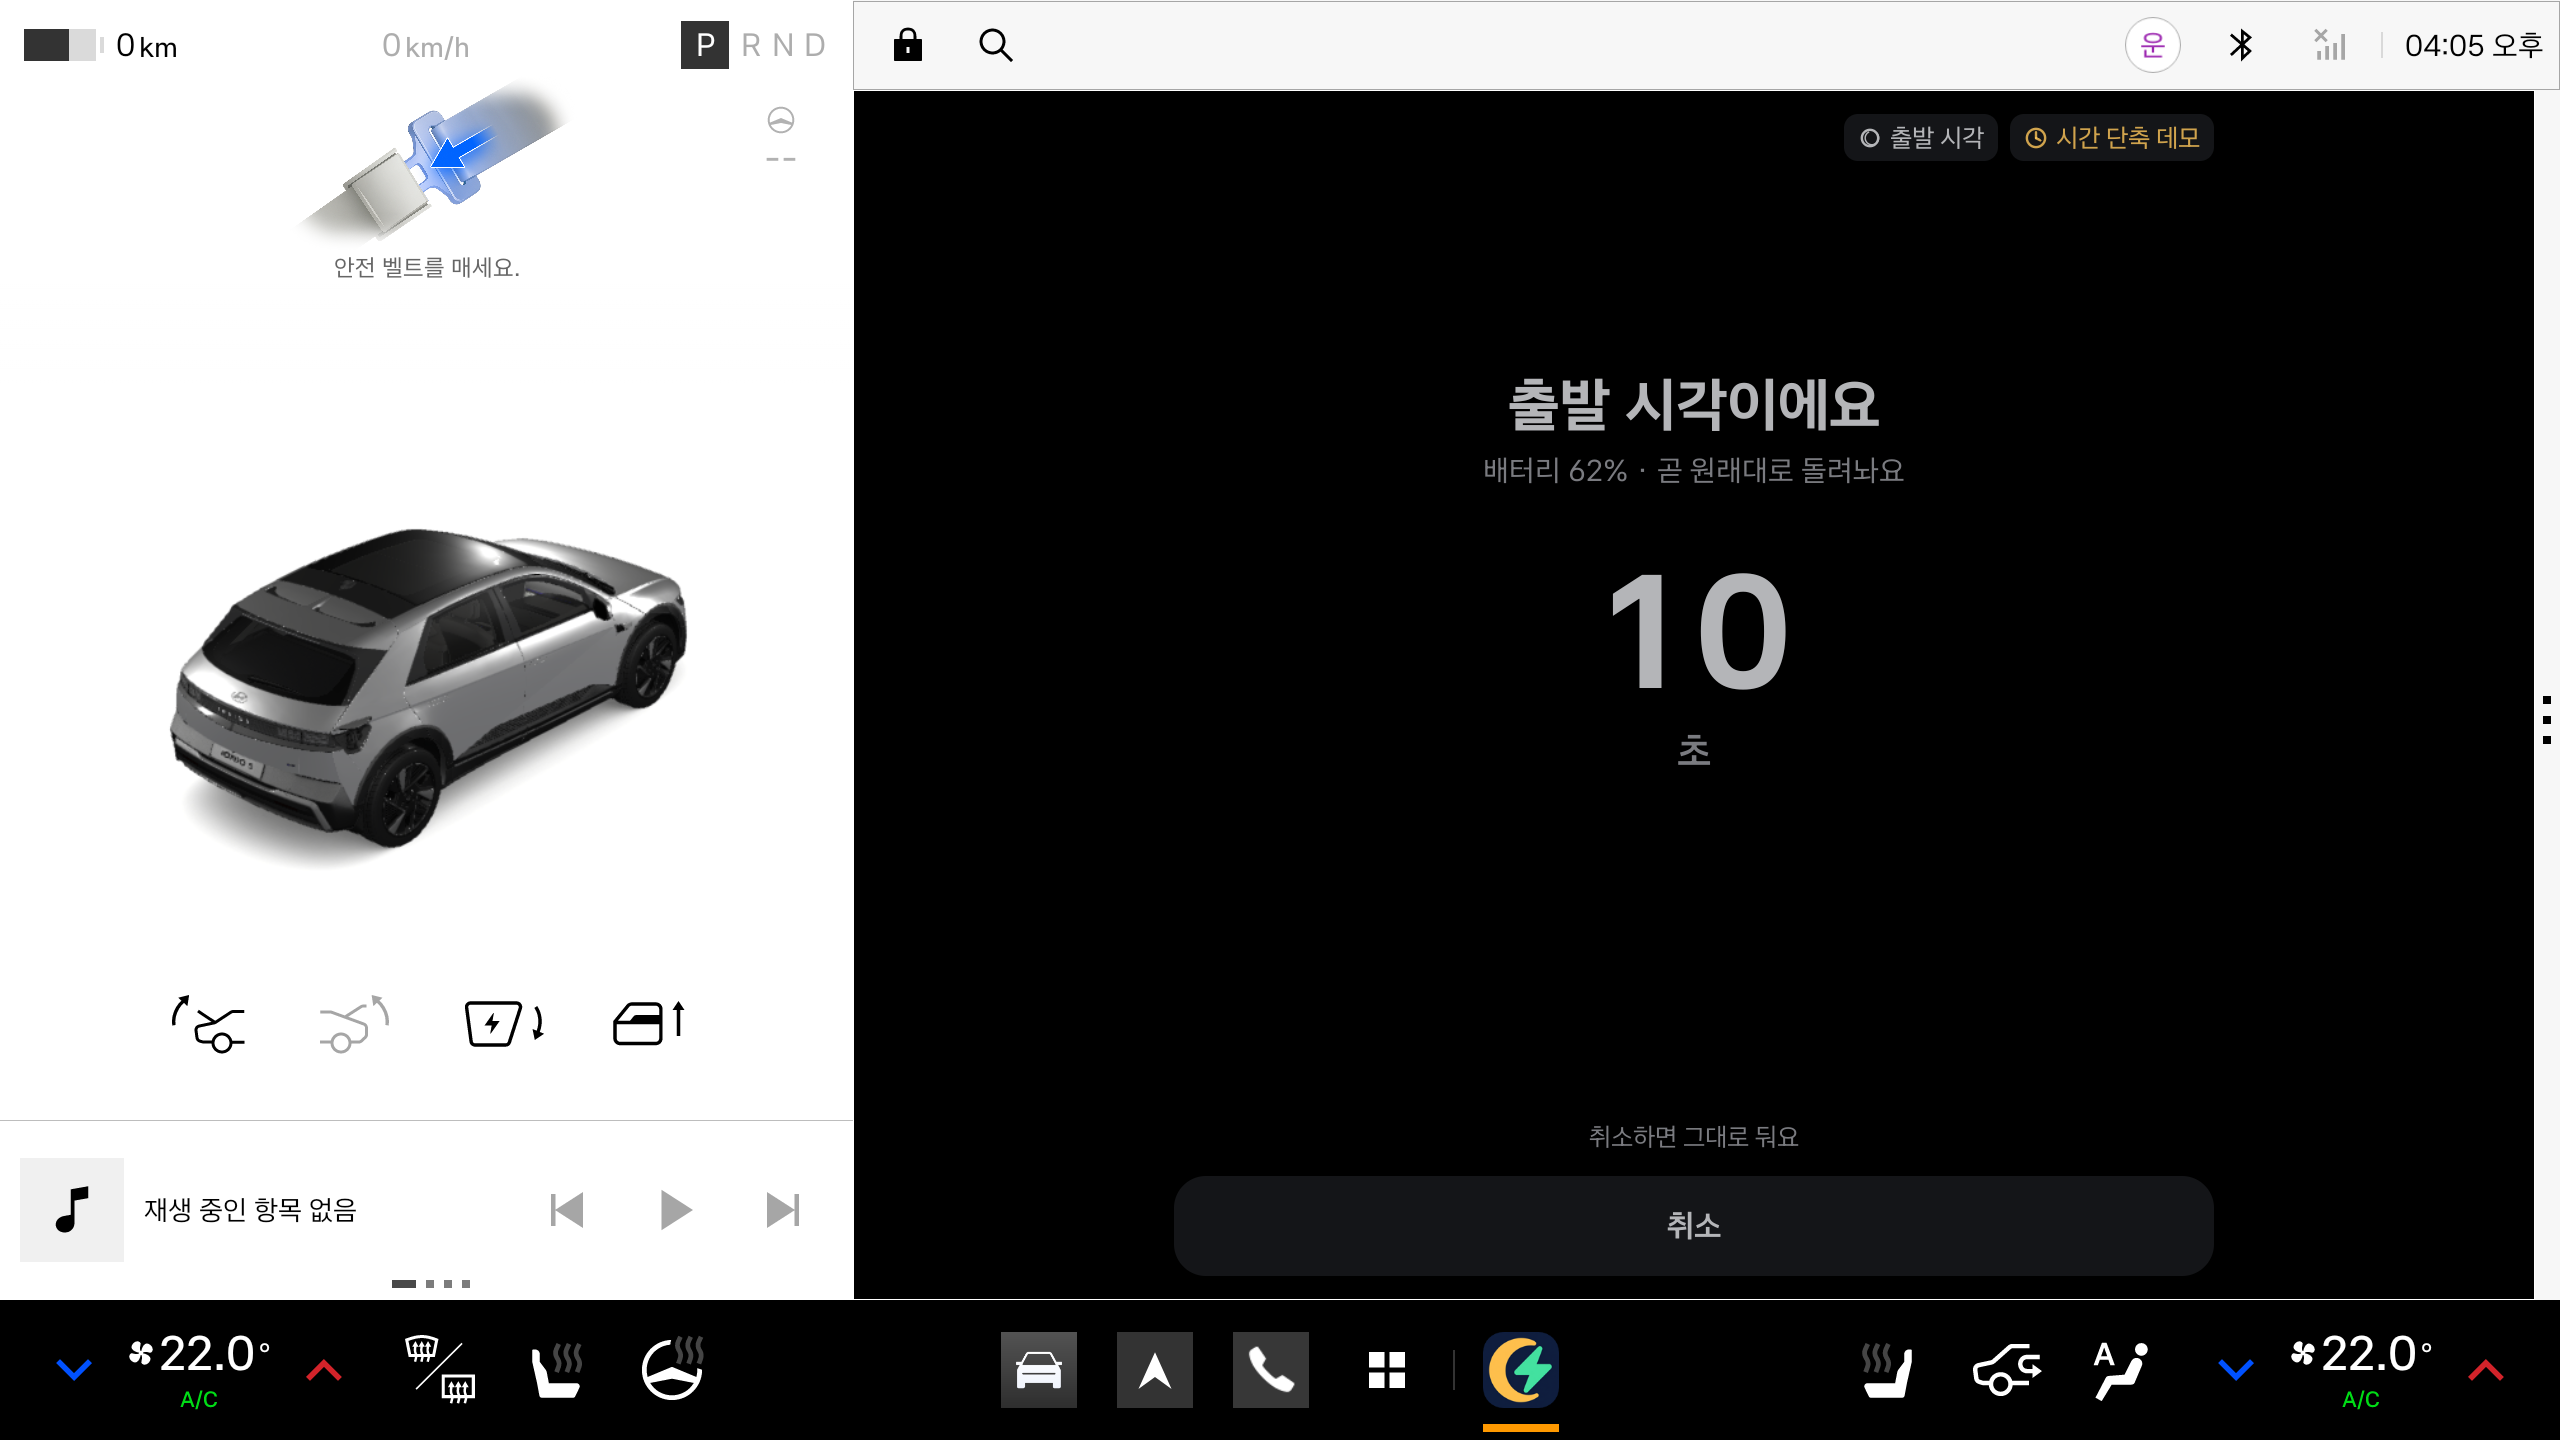 0 km
0 km/h
P R N D
04:05 오후
운
--
안전 벨트를 매세요.
출발 시각
시간 단축 데모
출발 시각이에요
배터리 62% · 곧 원래대로 돌려놔요
10
초
IONIQ 5
취소하면 그대로 둬요
취소
재생 중인 항목 없음
22.0°
A/C
A
22.0°
A/C